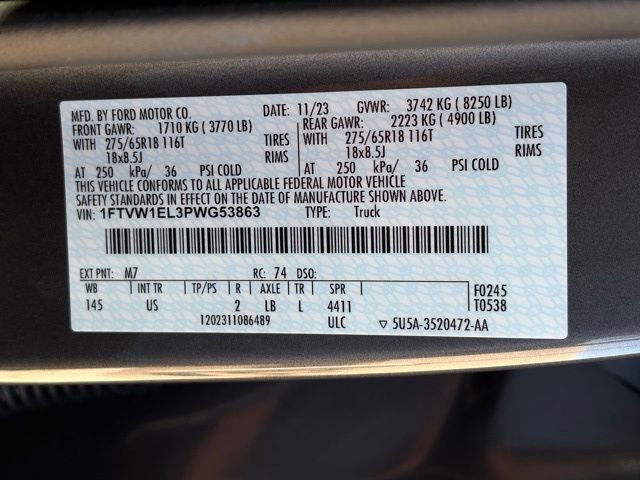 MFD. BY FORD MOTOR CO. DATE: 11/23 GVWR: 3742 KG ( 8250 LB)
FRONT GAWR: 1710 KG ( 3770 LB) REAR GAWR: 2223 KG ( 4900 LB)
WITH 275/65R18 116T TIRES WITH 275/65R18 116T TIRES
18x8.5J RIMS 18x8.5J RIMS
AT 250 kPa/ 36 PSI COLD AT 250 kPa/ 36 PSI COLD
THIS VEHICLE CONFORMS TO ALL APPLICABLE FEDERAL MOTOR VEHICLE
SAFETY STANDARDS IN EFFECT ON THE DATE OF MANUFACTURE SHOWN ABOVE.
VIN: 1FTVW1EL3PWG53863 TYPE: Truck
EXT PNT: M7 RC: 74 DSO:
WB INT TR TP/PS R AXLE TR SPR F0245
145 US 2 LB L 4411 T0538
1202311086489 ULC ▽ 5U5A-3520472-AA